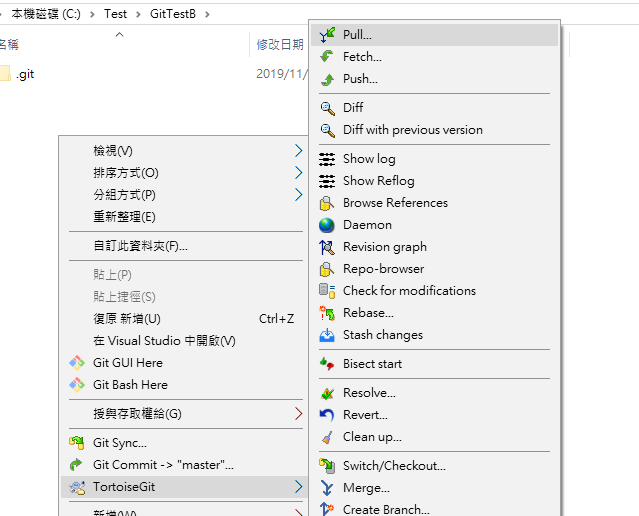 本機磁碟 (C:) › Test › GitTestB ›
名稱
修改日期
.git
2019/11/
檢視(V)
排序方式(O)
分組方式(P)
重新整理(E)
自訂此資料夾(F)...
貼上(P)
貼上捷徑(S)
復原 新增(U) Ctrl+Z
在 Visual Studio 中開啟(V)
Git GUI Here
Git Bash Here
授與存取權給(G)
Git Sync...
Git Commit -> "master"...
TortoiseGit
新增(W)
Pull...
Fetch...
Push...
Diff
Diff with previous version
Show log
Show Reflog
Browse References
Daemon
Revision graph
Repo-browser
Check for modifications
Rebase...
Stash changes
Bisect start
Resolve...
Revert...
Clean up...
Switch/Checkout...
Merge...
Create Branch...